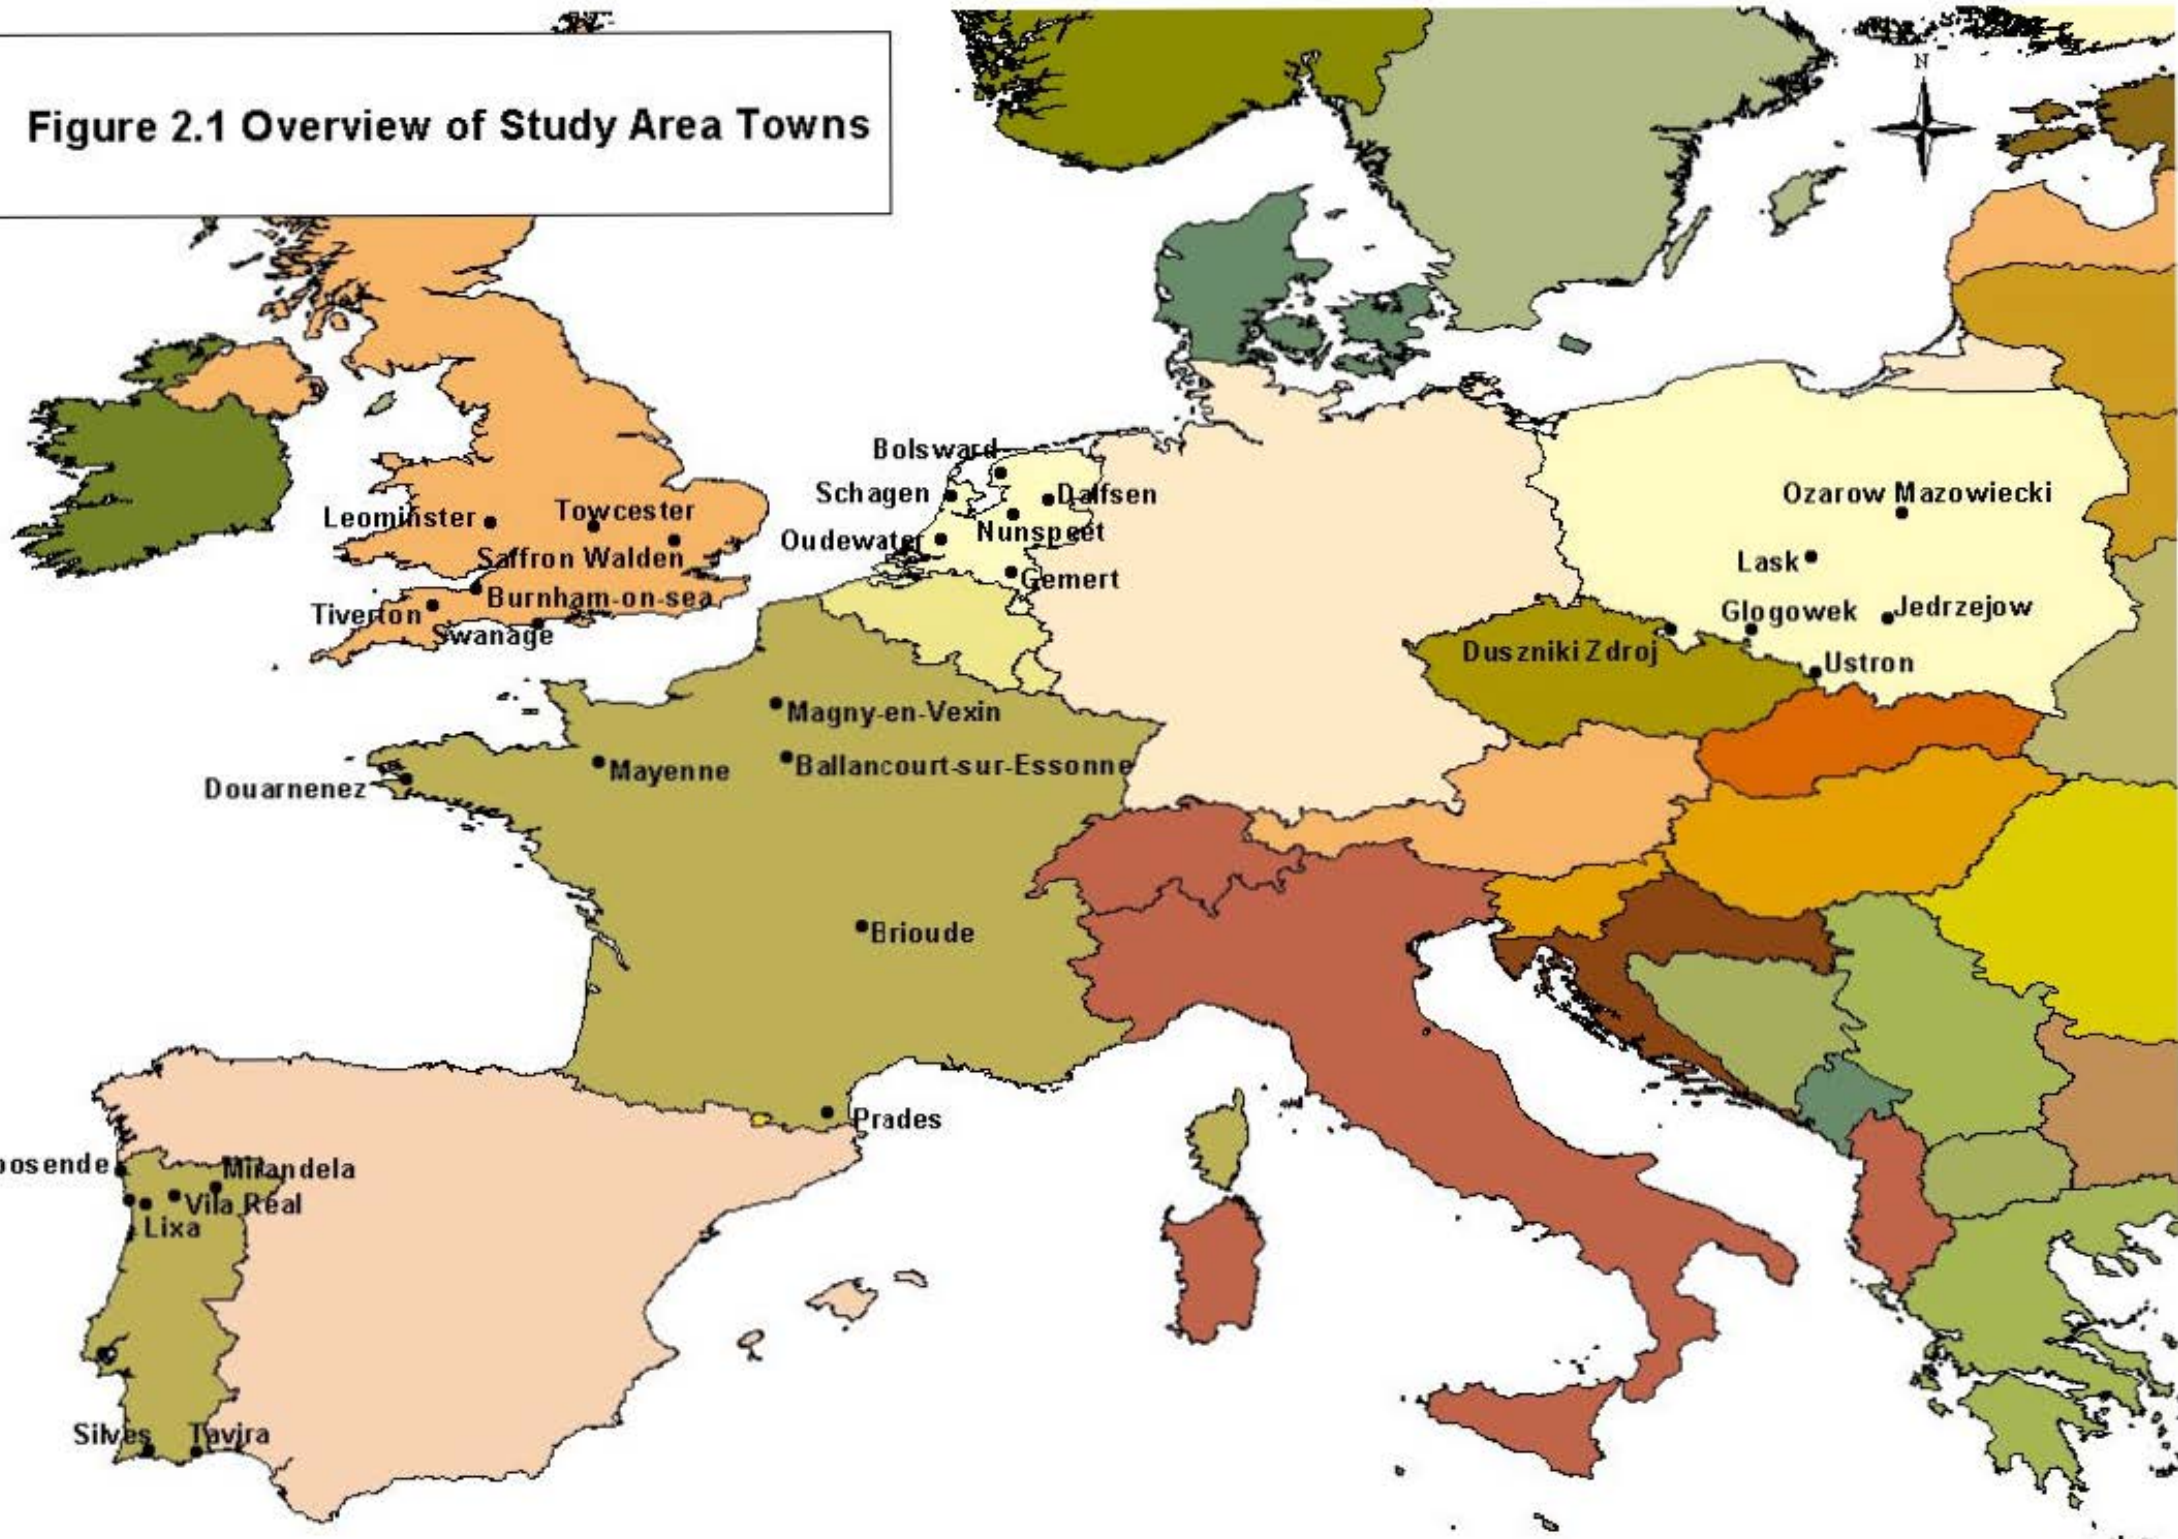 Figure 2.1 Overview of Study Area Towns
N
Bolsward
Schagen
Dalfsen
Nunspeet
Oudewater
Gemert
Leominster
Towcester
Saffron Walden
Burnham-on-sea
Tiverton
Swanage
Ozarow Mazowiecki
Lask
Glogowek
Jedrzejow
Duszniki Zdroj
Ustron
Magny-en-Vexin
Mayenne
Ballancourt-sur-Essonne
Douarnenez
Brioude
Prades
posende
Mirandela
Vila Real
Lixa
Silves
Tavira